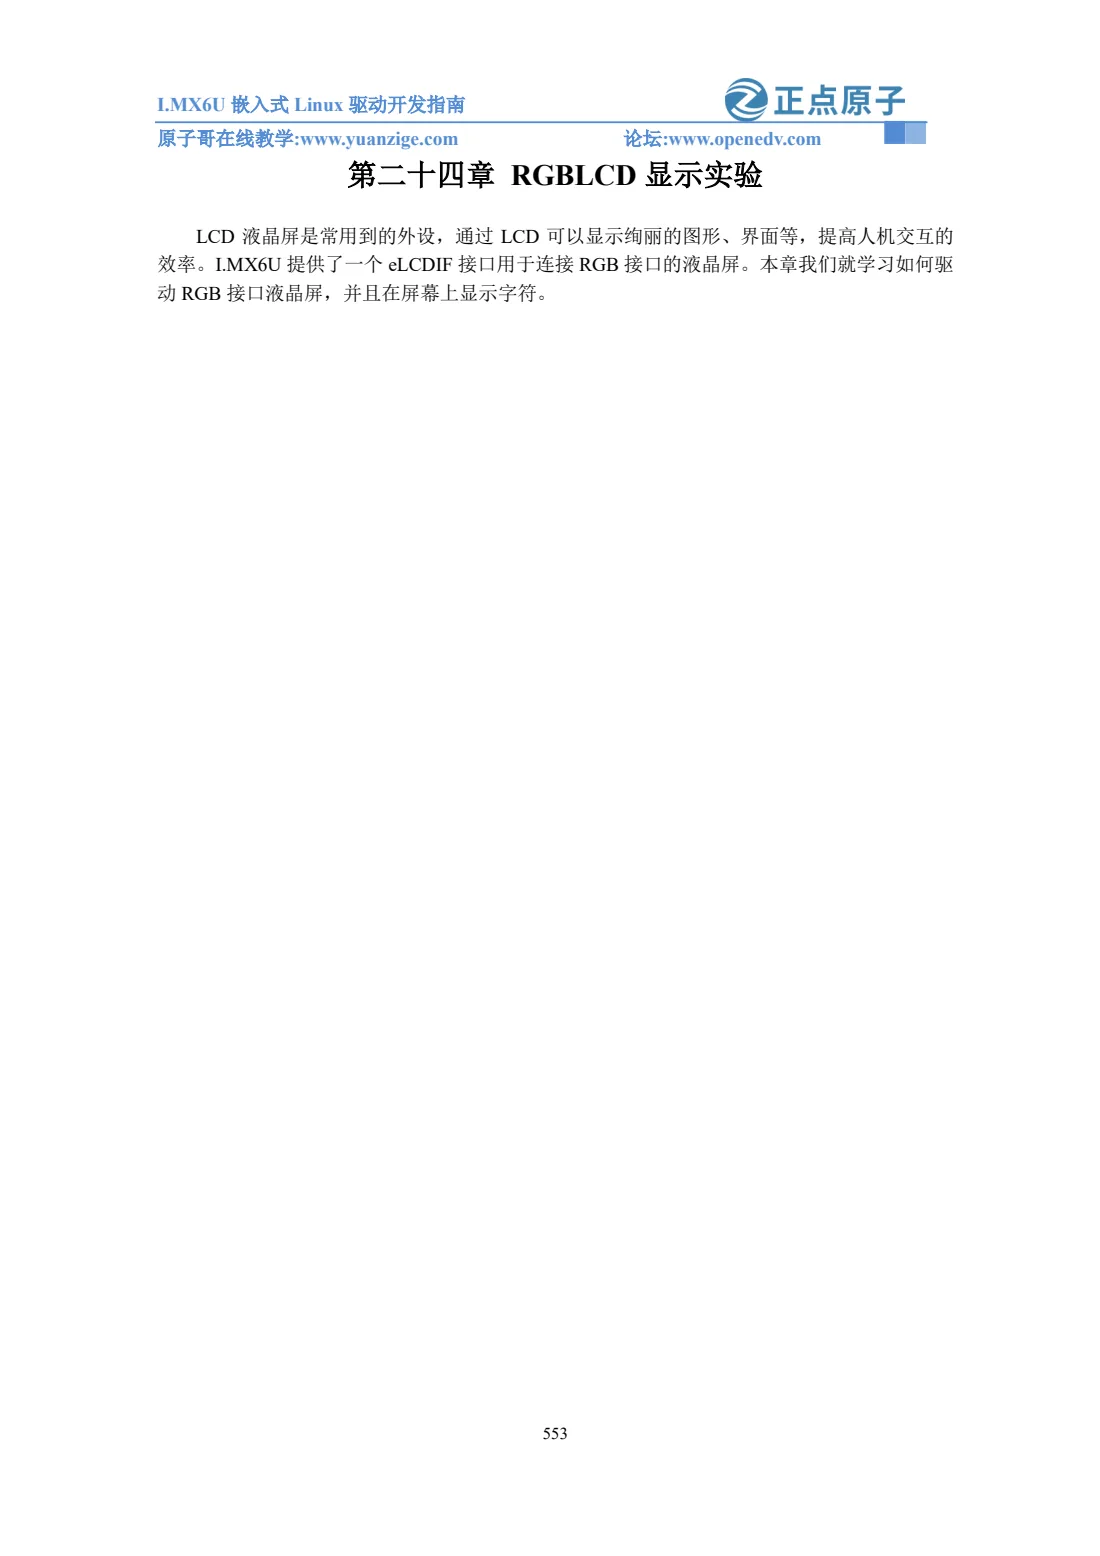 I.MX6U 嵌入式 Linux 驱动开发指南
正点原子
原子哥在线教学:www.yuanzige.com 论坛:www.openedv.com
第二十四章 RGBLCD 显示实验
LCD 液晶屏是常用到的外设，通过 LCD 可以显示绚丽的图形、界面等，提高人机交互的
效率。I.MX6U 提供了一个 eLCDIF 接口用于连接 RGB 接口的液晶屏。本章我们就学习如何驱
动 RGB 接口液晶屏，并且在屏幕上显示字符。
553